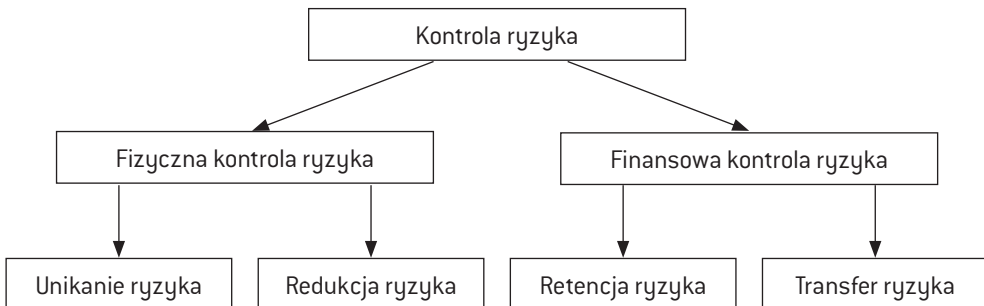 Kontrola ryzyka
Fizyczna kontrola ryzyka
Finansowa kontrola ryzyka
Unikanie ryzyka
Redukcja ryzyka
Retencja ryzyka
Transfer ryzyka